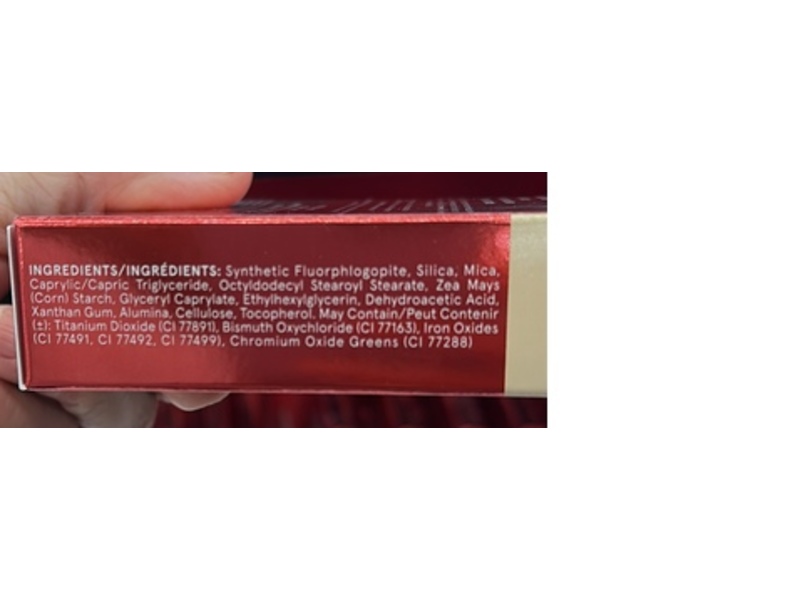 INGREDIENTS/INGRÉDIENTS: Synthetic Fluorphlogopite, Silica, Mica,
Caprylic/Capric Triglyceride, Octyldodecyl Stearoyl Stearate, Zea Mays
(Corn) Starch, Glyceryl Caprylate, Ethylhexylglycerin, Dehydroacetic Acid,
Xanthan Gum, Alumina, Cellulose, Tocopherol. May Contain/Peut Contenir
(±): Titanium Dioxide (CI 77891), Bismuth Oxychloride (CI 77163), Iron Oxides
(CI 77491, CI 77492, CI 77499), Chromium Oxide Greens (CI 77288)